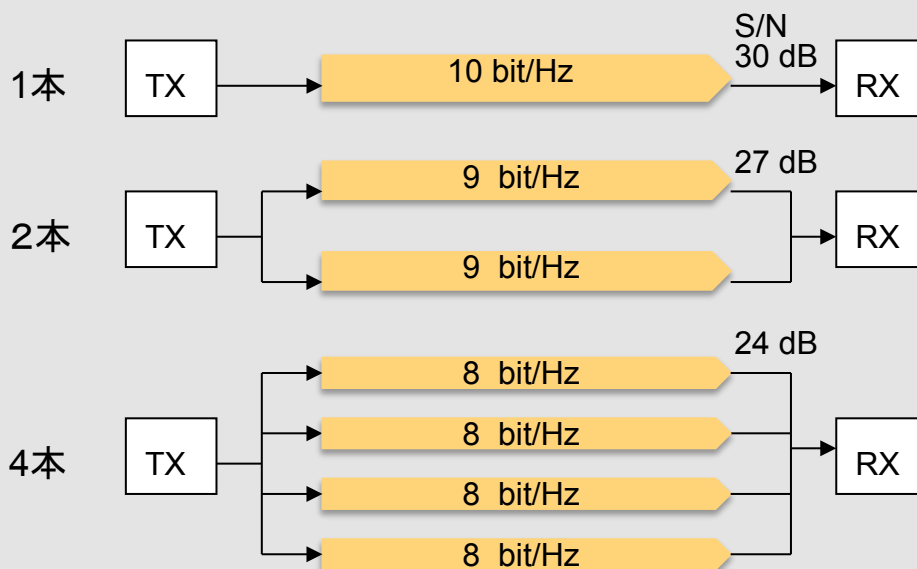 S/N
1本 TX 10 bit/Hz 30 dB RX
9 bit/Hz 27 dB
2本 TX RX
9 bit/Hz
24 dB
8 bit/Hz
8 bit/Hz
4本 TX RX
8 bit/Hz
8 bit/Hz